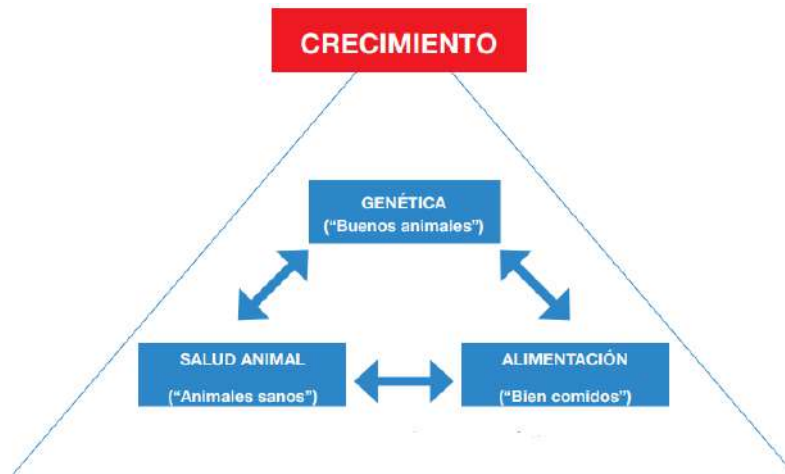 CRECIMIENTO
GENÉTICA
(“Buenos animales”)
SALUD ANIMAL
(“Animales sanos”)
ALIMENTACIÓN
(“Bien comidos”)